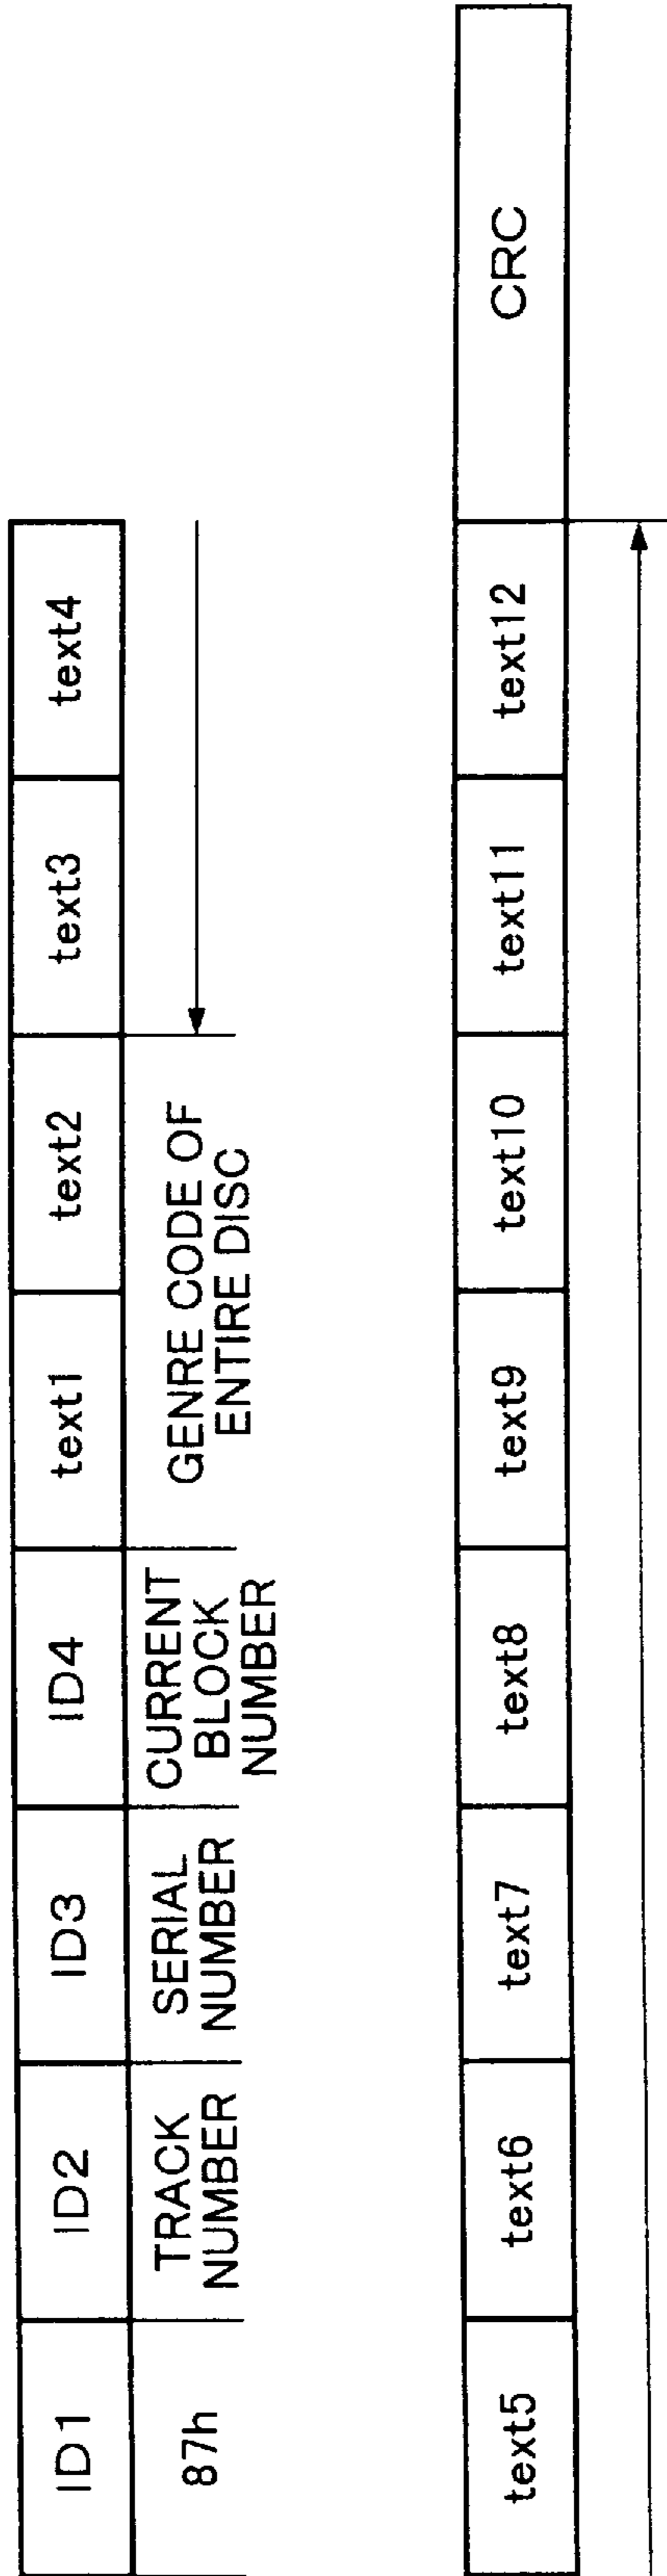 ID1 ID2 ID3 ID4 text1 text2 text3 text4
87h
TRACK
NUMBER
SERIAL
NUMBER
CURRENT
BLOCK
NUMBER
GENRE CODE OF
ENTIRE DISC
text5 text6 text7 text8 text9 text10 text11 text12 CRC